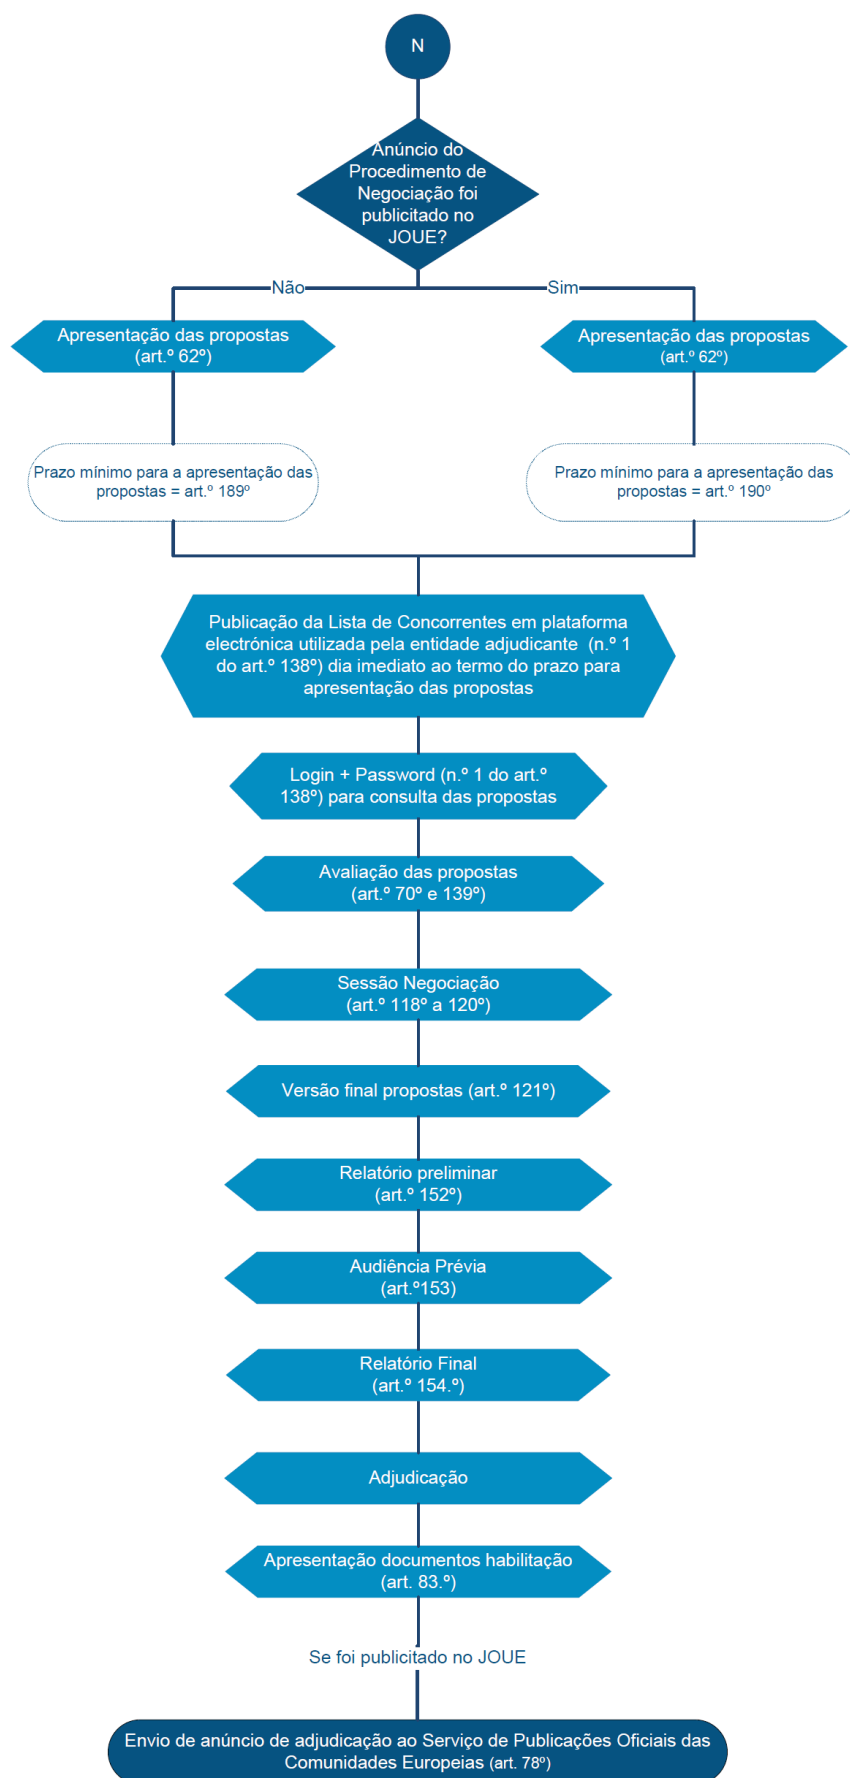 N
Anúncio do
Procedimento de
Negociação foi
publicitado no
JOUE?
Não
Sim
Apresentação das propostas
(art.º 62º)
Apresentação das propostas
(art.º 62º)
Prazo mínimo para a apresentação das
propostas = art.º 189º
Prazo mínimo para a apresentação das
propostas = art.º 190º
Publicação da Lista de Concorrentes em plataforma
electrónica utilizada pela entidade adjudicante (n.º 1
do art.º 138º) dia imediato ao termo do prazo para
apresentação das propostas
Login + Password (n.º 1 do art.º
138º) para consulta das propostas
Avaliação das propostas
(art.º 70º e 139º)
Sessão Negociação
(art.º 118º a 120º)
Versão final propostas (art.º 121º)
Relatório preliminar
(art.º 152º)
Audiência Prévia
(art.º153)
Relatório Final
(art.º 154.º)
Adjudicação
Apresentação documentos habilitação
(art. 83.º)
Se foi publicitado no JOUE
Envio de anúncio de adjudicação ao Serviço de Publicações Oficiais das
Comunidades Europeias (art. 78º)